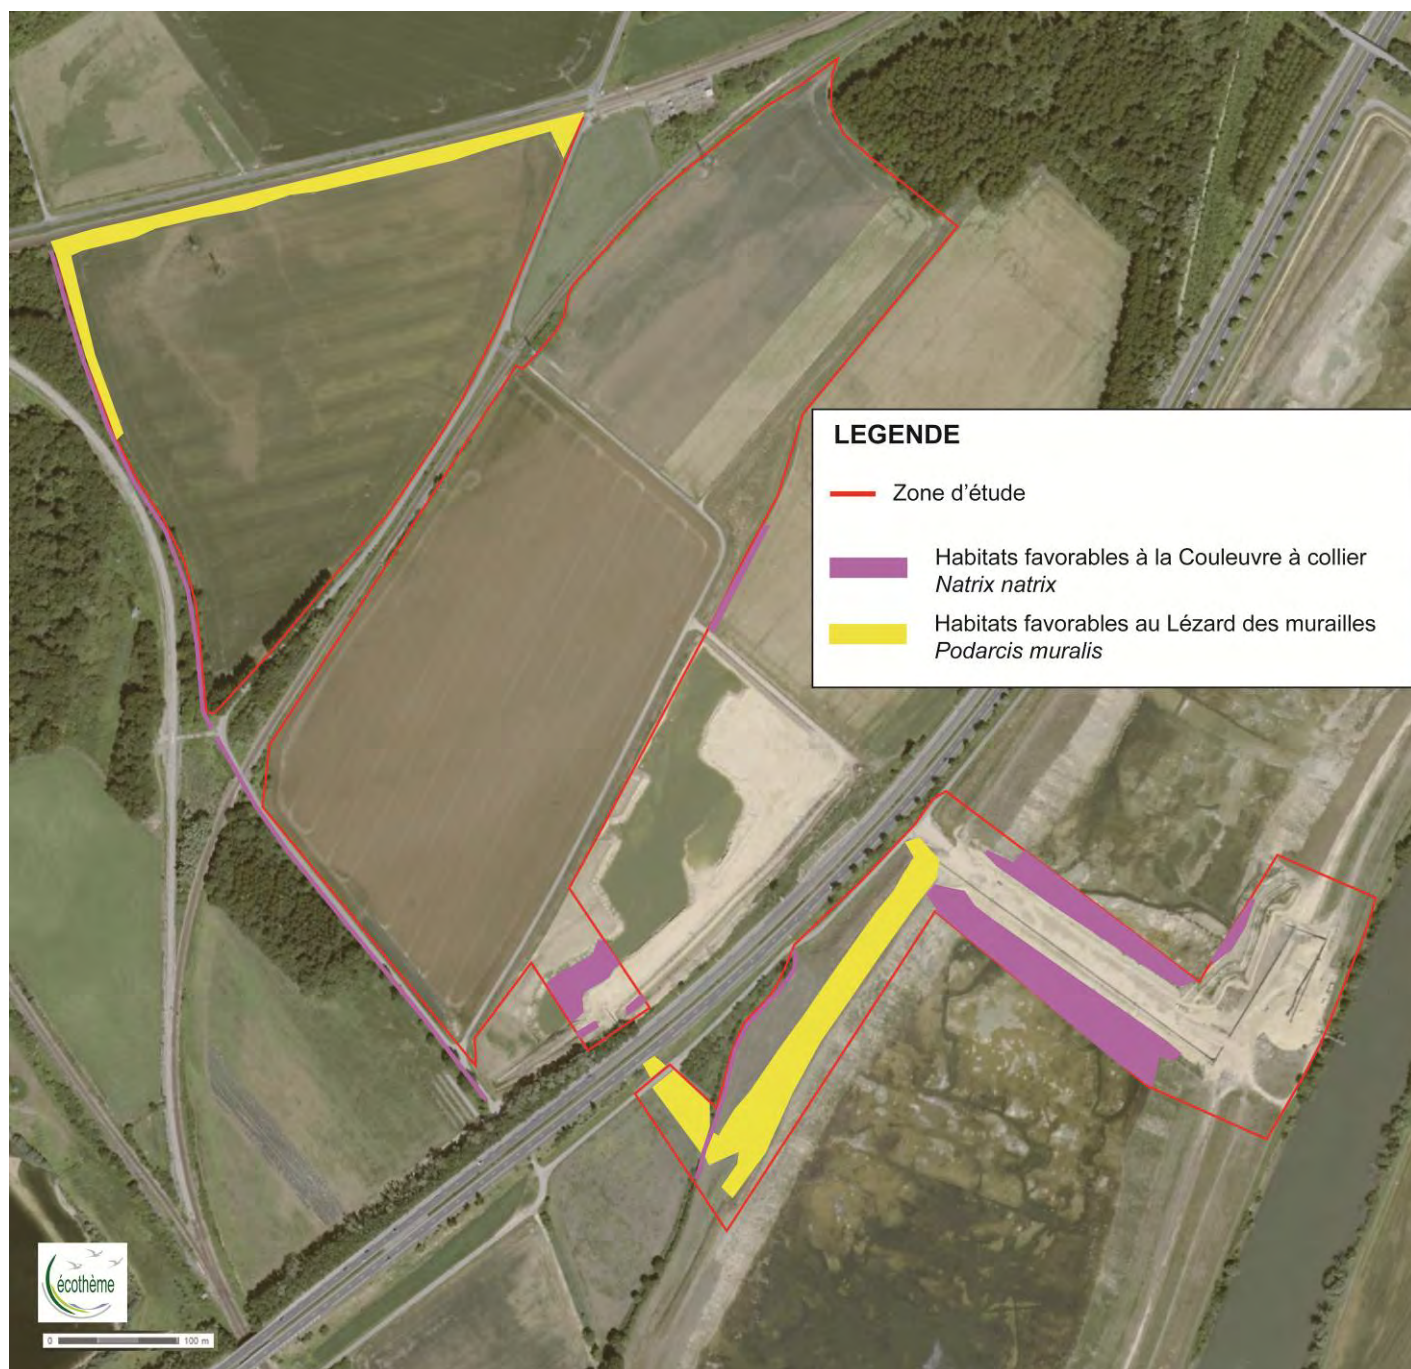 LEGENDE
Zone d'étude
Habitats favorables à la Couleuvre à collier
Natrix natrix
Habitats favorables au Lézard des murailles
Podarcis muralis
écothème
0 100 m